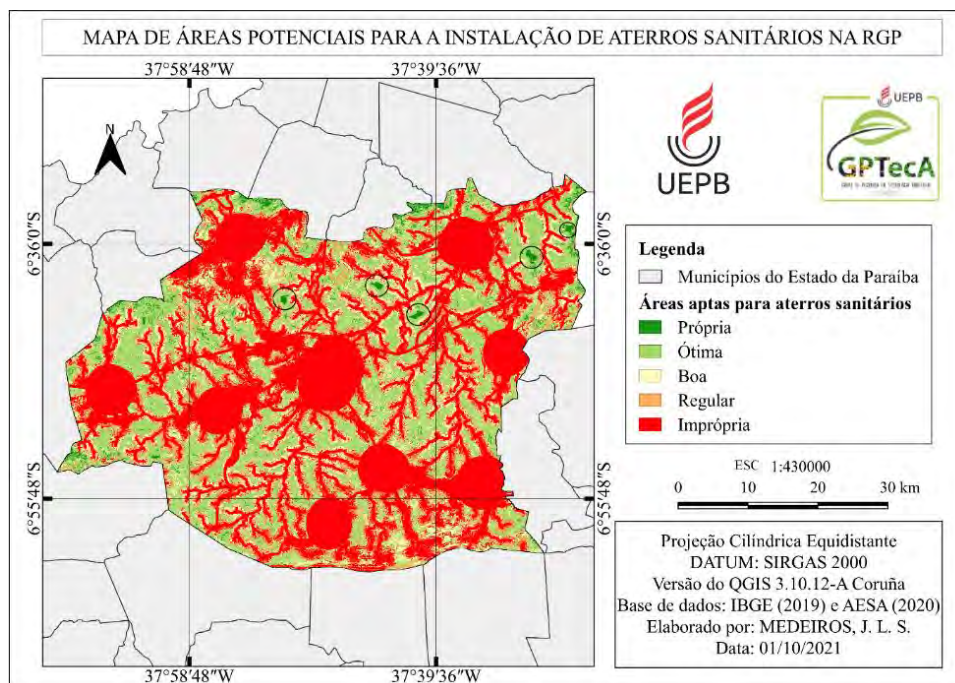 MAPA DE ÁREAS POTENCIAIS PARA A INSTALAÇÃO DE ATERROS SANITÁRIOS NA RGP
37°58'48"W 37°39'36"W
N
6°36'0"S 6°36'0"S
6°55'48"S 6°55'48"S
37°58'48"W 37°39'36"W
UEPB
UEPB
GPTecA
Legenda
Municípios do Estado da Paraíba
Áreas aptas para aterros sanitários
Própria
Ótima
Boa
Regular
Imprópria
ESC 1:430000
0 10 20 30 km
Projeção Cilíndrica Equidistante
DATUM: SIRGAS 2000
Versão do QGIS 3.10.12-A Coruña
Base de dados: IBGE (2019) e AESA (2020)
Elaborado por: MEDEIROS, J. L. S.
Data: 01/10/2021